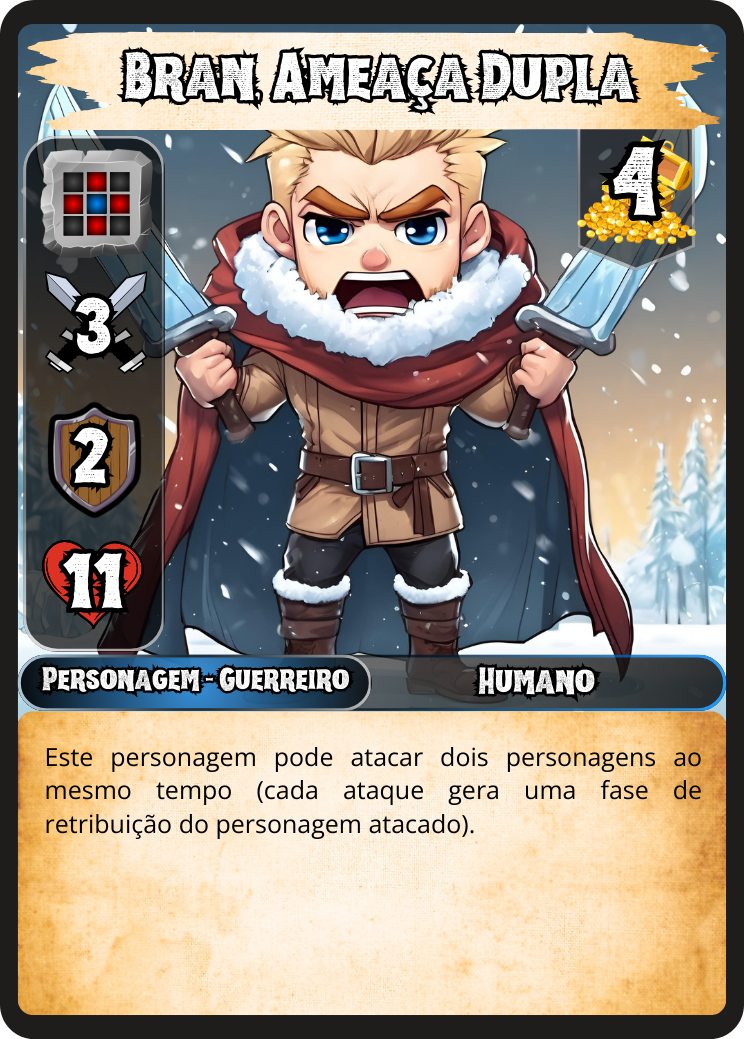 BRAN, AMEAÇA DUPLA
4
3
2
11
PERSONAGEM - GUERREIRO
HUMANO
Este personagem pode atacar dois personagens ao
mesmo tempo (cada ataque gera uma fase de
retribuição do personagem atacado).